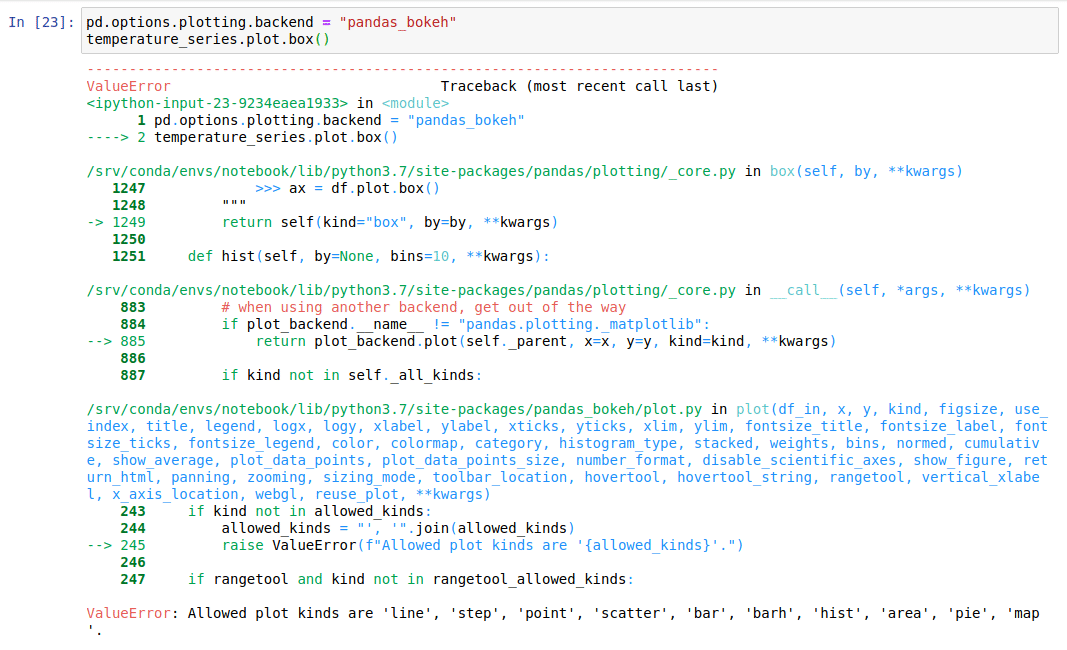 In [23]: pd.options.plotting.backend = "pandas_bokeh"
temperature_series.plot.box()
---------------------------------------------------------------------------
ValueError                                Traceback (most recent call last)
<ipython-input-23-9234eaea1933> in <module>
      1 pd.options.plotting.backend = "pandas_bokeh"
----> 2 temperature_series.plot.box()
/srv/conda/envs/notebook/lib/python3.7/site-packages/pandas/plotting/_core.py in box(self, by, **kwargs)
   1247             >>> ax = df.plot.box()
   1248         """
-> 1249         return self(kind="box", by=by, **kwargs)
   1250
   1251     def hist(self, by=None, bins=10, **kwargs):
/srv/conda/envs/notebook/lib/python3.7/site-packages/pandas/plotting/_core.py in __call__(self, *args, **kwargs)
    883         # when using another backend, get out of the way
    884         if plot_backend.__name__ != "pandas.plotting._matplotlib":
--> 885             return plot_backend.plot(self._parent, x=x, y=y, kind=kind, **kwargs)
    886
    887         if kind not in self._all_kinds:
/srv/conda/envs/notebook/lib/python3.7/site-packages/pandas_bokeh/plot.py in plot(df_in, x, y, kind, figsize, use_
index, title, legend, logx, logy, xlabel, ylabel, xticks, yticks, xlim, ylim, fontsize_title, fontsize_label, font
size_ticks, fontsize_legend, color, colormap, category, histogram_type, stacked, weights, bins, normed, cumulativ
e, show_average, plot_data_points, plot_data_points_size, number_format, disable_scientific_axes, show_figure, ret
urn_html, panning, zooming, sizing_mode, toolbar_location, hovertool, hovertool_string, rangetool, vertical_xlabe
l, x_axis_location, webgl, reuse_plot, **kwargs)
    243     if kind not in allowed_kinds:
    244         allowed_kinds = "', '".join(allowed_kinds)
--> 245         raise ValueError(f"Allowed plot kinds are '{allowed_kinds}'.")
    246
    247     if rangetool and kind not in rangetool_allowed_kinds:
ValueError: Allowed plot kinds are 'line', 'step', 'point', 'scatter', 'bar', 'barh', 'hist', 'area', 'pie', 'map
'.